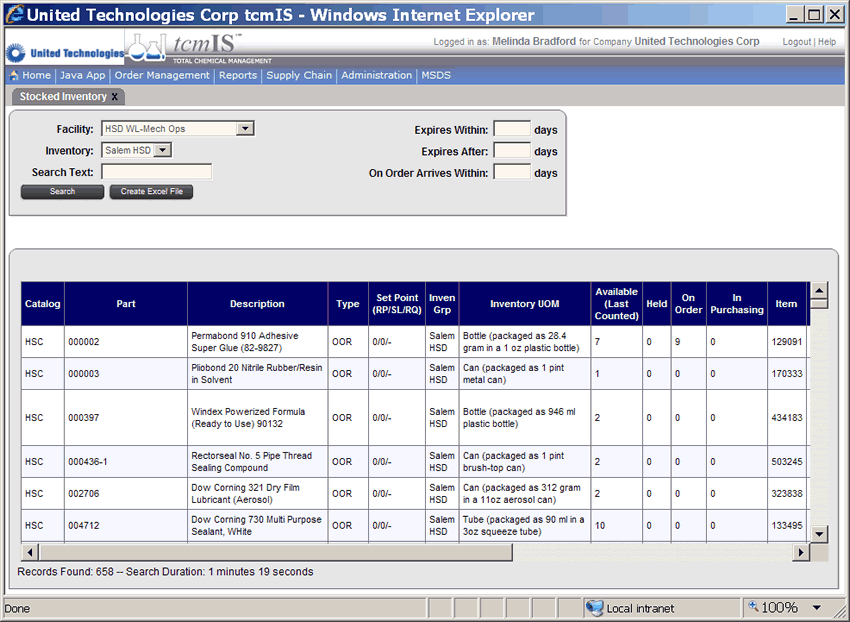 United Technologies Corp tcmIS - Windows Internet Explorer
United Technologies
tcmIS™
TOTAL CHEMICAL MANAGEMENT
Logged in as: Melinda Bradford for Company United Technologies Corp
Logout | Help
Home | Java App | Order Management | Reports | Supply Chain | Administration | MSDS
Stocked Inventory x
Facility: HSD WL-Mech Ops
Expires Within: days
Inventory: Salem HSD
Expires After: days
Search Text:
On Order Arrives Within: days
Search
Create Excel File
Catalog
Part
Description
Type
Set Point
(RP/SL/RQ)
Inven
Grp
Inventory UOM
Available
(Last
Counted)
Held
On
Order
In
Purchasing
Item
HSC
000002
Permabond 910 Adhesive
Super Glue (82-9827)
OOR
0/0/-
Salem
HSD
Bottle (packaged as 28.4
gram in a 1 oz plastic bottle)
7
0
9
0
129091
HSC
000003
Pliobond 20 Nitrile Rubber/Resin
in Solvent
OOR
0/0/-
Salem
HSD
Can (packaged as 1 pint
metal can)
1
0
0
0
170333
HSC
000397
Windex Powerized Formula
(Ready to Use) 90132
OOR
0/0/-
Salem
HSD
Bottle (packaged as 946 ml
plastic bottle)
2
0
0
0
434183
HSC
000436-1
Rectorseal No. 5 Pipe Thread
Sealing Compound
OOR
0/0/-
Salem
HSD
Can (packaged as 1 pint
brush-top can)
2
0
0
0
503245
HSC
002706
Dow Corning 321 Dry Film
Lubricant (Aerosol)
OOR
0/0/-
Salem
HSD
Can (packaged as 312 gram
in a 11oz aerosol can)
2
0
0
0
323838
HSC
004712
Dow Corning 730 Multi Purpose
Sealant, WHite
OOR
0/0/-
Salem
HSD
Tube (packaged as 90 ml in a
3oz squeeze tube)
10
0
0
0
133495
Records Found: 658 -- Search Duration: 1 minutes 19 seconds
Done
Local intranet
100%